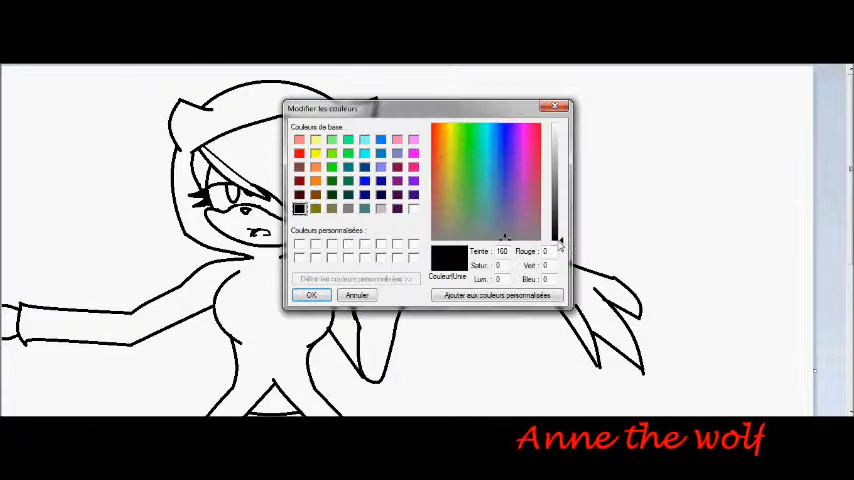 Modifier les couleurs
Couleurs de base :
Couleurs personnalisées :
Définir les couleurs personnalisées >>
OK
Annuler
Couleur|Unie
Teinte : 160
Rouge : 0
Satur. : 0
Vert : 0
Lum. : 0
Bleu : 0
Ajouter aux couleurs personnalisées
Anne the wolf